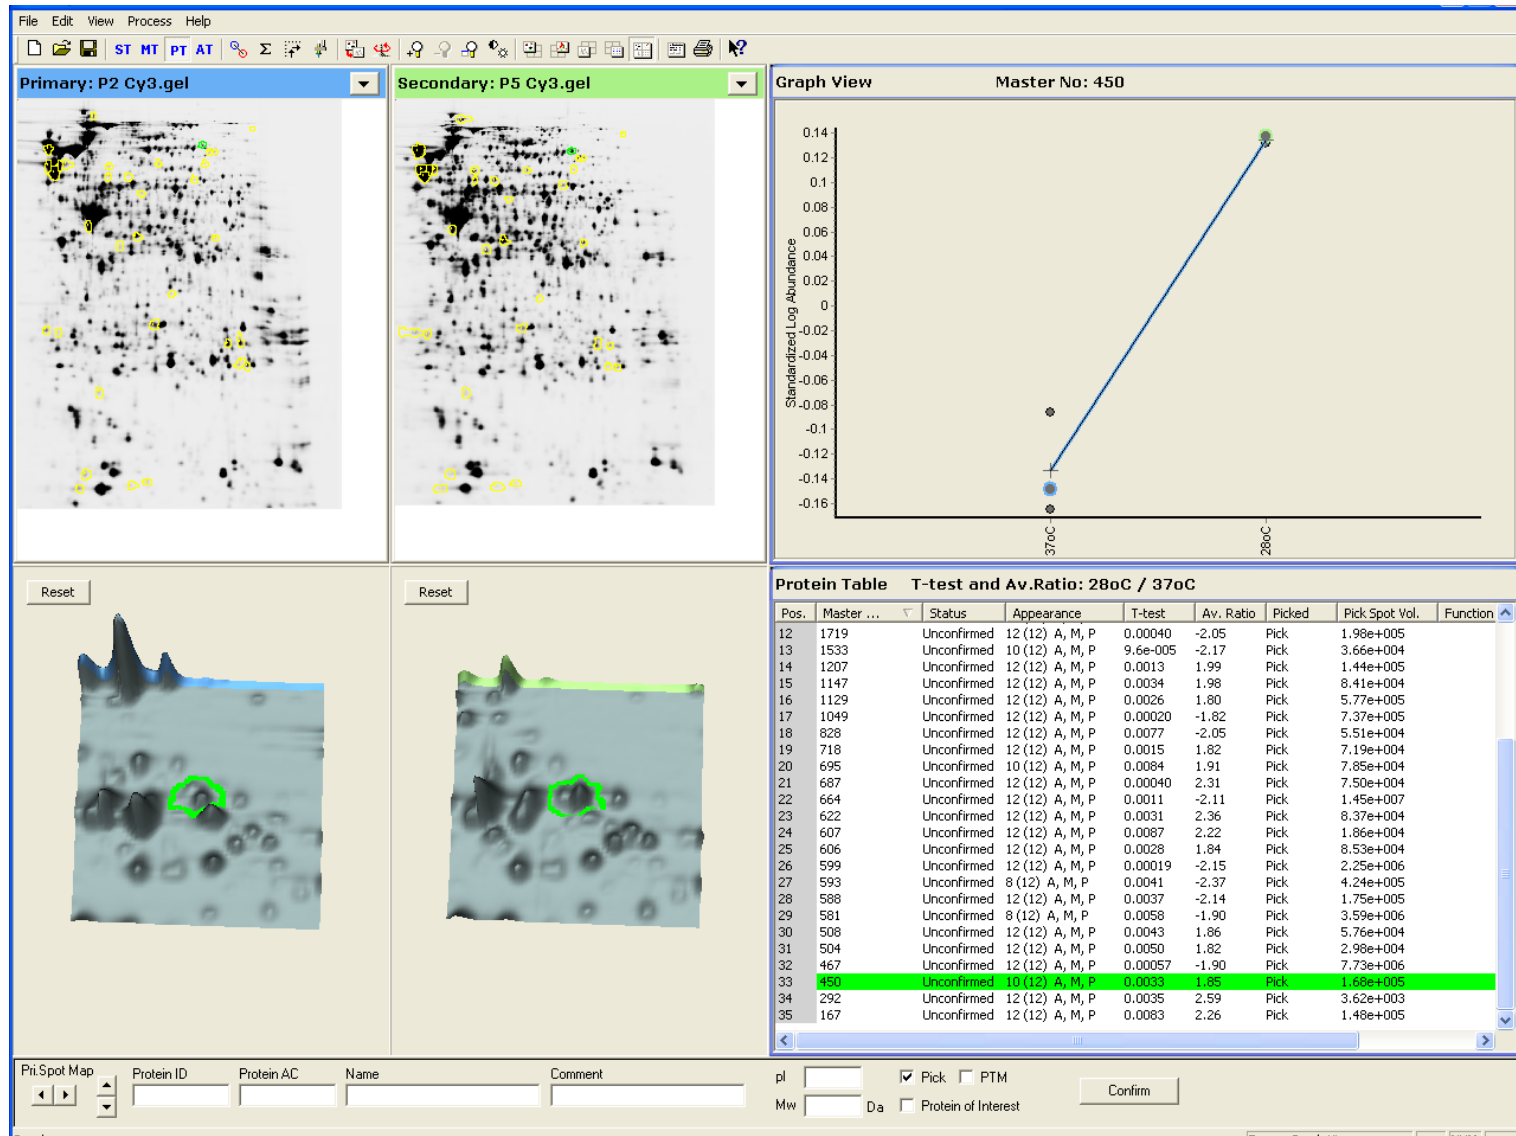 File Edit View Process Help
ST MT PT AT Σ
Primary: P2 Cy3.gel
Secondary: P5 Cy3.gel
Graph View Master No: 450
0.14
0.12
0.1
0.08
0.06
0.04
0.02
0
-0.02
-0.04
-0.06
-0.08
-0.1
-0.12
-0.14
-0.16
Standardized Log Abundance
37oC
28oC
Reset
Reset
Protein Table T-test and Av.Ratio: 28oC / 37oC
Pos. Master ... Status Appearance T-test Av. Ratio Picked Pick Spot Vol. Function
12 1719 Unconfirmed 12 (12) A, M, P 0.00040 -2.05 Pick 1.98e+005
13 1533 Unconfirmed 10 (12) A, M, P 9.6e-005 -2.17 Pick 3.66e+004
14 1207 Unconfirmed 12 (12) A, M, P 0.0013 1.99 Pick 1.44e+005
15 1147 Unconfirmed 12 (12) A, M, P 0.0034 1.98 Pick 8.41e+004
16 1129 Unconfirmed 12 (12) A, M, P 0.0026 1.80 Pick 5.77e+005
17 1049 Unconfirmed 12 (12) A, M, P 0.00020 -1.82 Pick 7.37e+005
18 828 Unconfirmed 12 (12) A, M, P 0.0077 -2.05 Pick 5.51e+004
19 718 Unconfirmed 12 (12) A, M, P 0.0015 1.82 Pick 7.19e+004
20 695 Unconfirmed 10 (12) A, M, P 0.0084 1.91 Pick 7.85e+004
21 687 Unconfirmed 12 (12) A, M, P 0.00040 2.31 Pick 7.50e+004
22 664 Unconfirmed 12 (12) A, M, P 0.0011 -2.11 Pick 1.45e+007
23 622 Unconfirmed 12 (12) A, M, P 0.0031 2.36 Pick 8.37e+004
24 607 Unconfirmed 12 (12) A, M, P 0.0087 2.22 Pick 1.86e+004
25 606 Unconfirmed 12 (12) A, M, P 0.0028 1.84 Pick 8.53e+004
26 599 Unconfirmed 12 (12) A, M, P 0.00019 -2.15 Pick 2.25e+006
27 593 Unconfirmed 8 (12) A, M, P 0.0041 -2.37 Pick 4.24e+005
28 588 Unconfirmed 12 (12) A, M, P 0.0037 -2.14 Pick 1.75e+005
29 581 Unconfirmed 8 (12) A, M, P 0.0058 -1.90 Pick 3.59e+006
30 508 Unconfirmed 12 (12) A, M, P 0.0043 1.86 Pick 5.76e+004
31 504 Unconfirmed 12 (12) A, M, P 0.0050 1.82 Pick 2.98e+004
32 467 Unconfirmed 12 (12) A, M, P 0.00057 -1.90 Pick 7.73e+006
33 450 Unconfirmed 10 (12) A, M, P 0.0033 1.85 Pick 1.68e+005
34 292 Unconfirmed 12 (12) A, M, P 0.0035 2.59 Pick 3.62e+003
35 167 Unconfirmed 12 (12) A, M, P 0.0083 2.26 Pick 1.48e+005
Pri.Spot Map Protein ID Protein AC Name Comment pI Pick PTM Confirm
Mw Da Protein of Interest